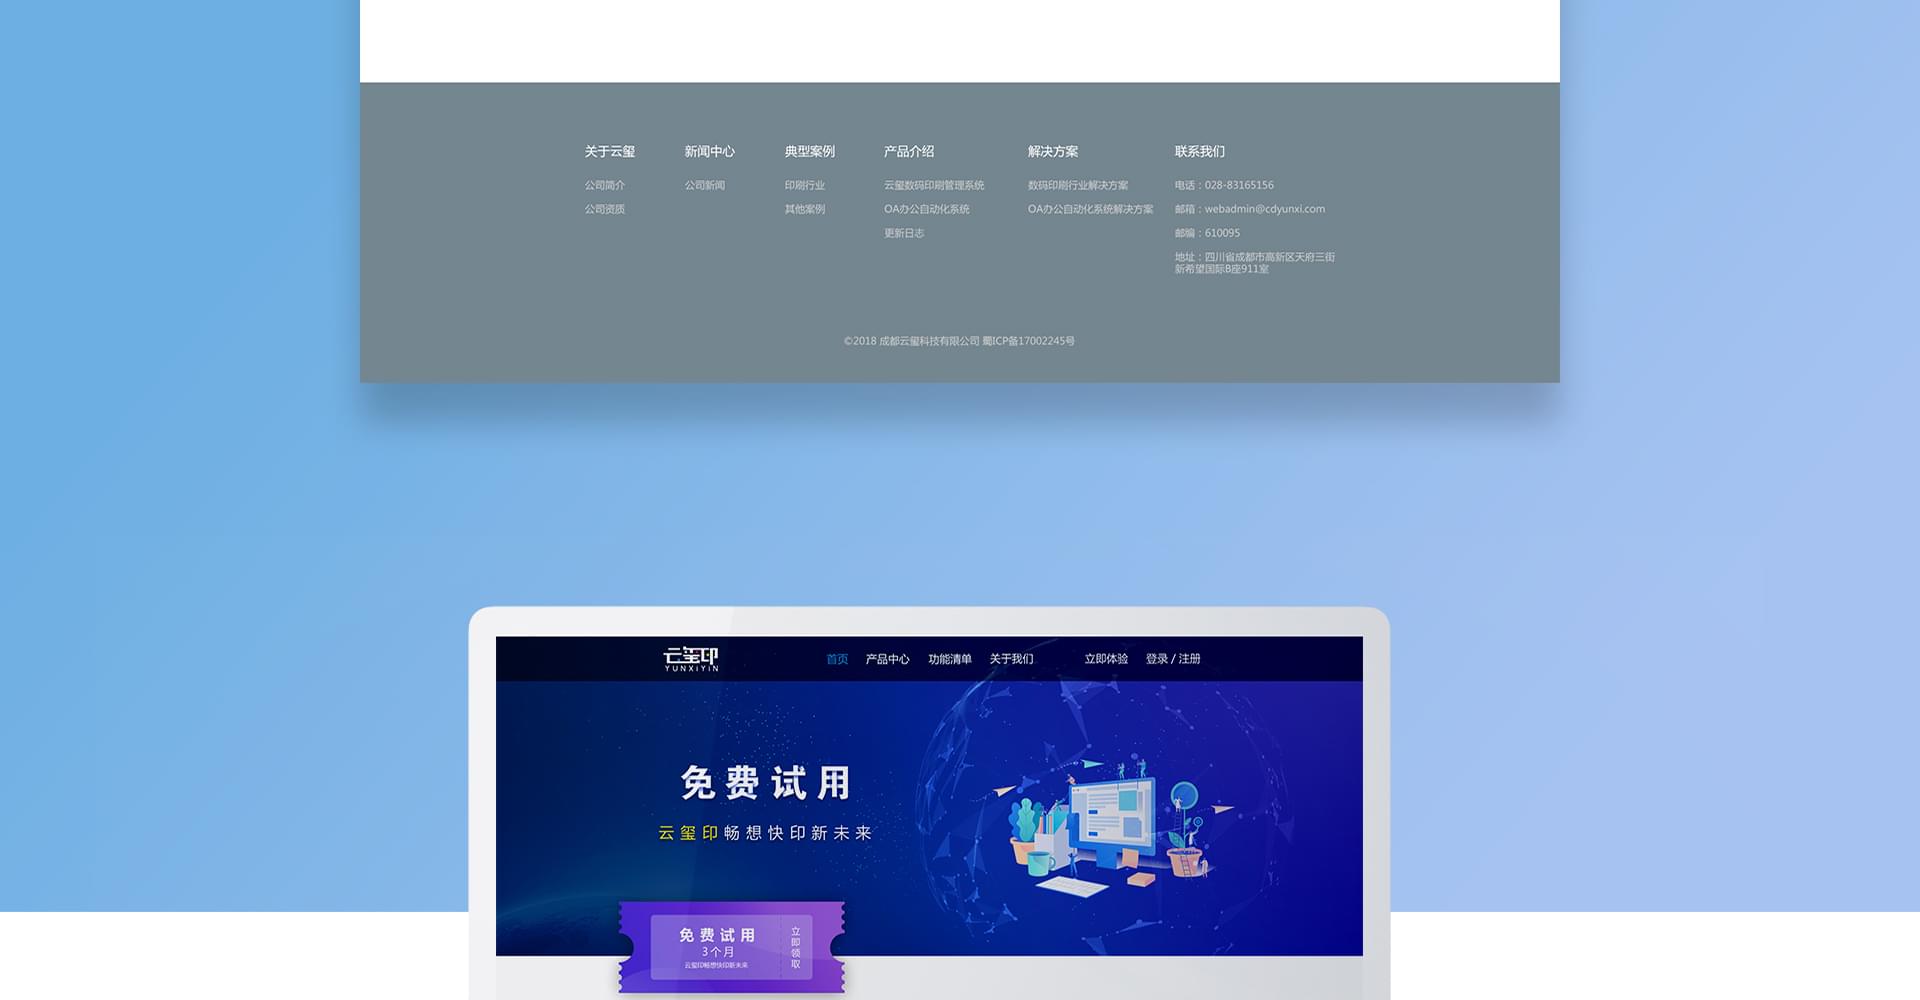 关于云玺
公司简介
公司资质
新闻中心
公司新闻
典型案例
印刷行业
其他案例
产品介绍
云玺数码印刷管理系统
OA办公自动化系统
更新日志
解决方案
数码印刷行业解决方案
OA办公自动化系统解决方案
联系我们
电话：028-83165156
邮箱：webadmin@cdyunxi.com
邮编：610095
地址：四川省成都市高新区天府三街
新希望国际B座911室
©2018 成都云玺科技有限公司 蜀ICP备17002245号
云玺印
YUNXIYIN
首页 产品中心 功能清单 关于我们 立即体验 登录 / 注册
免费试用
云玺印畅想快印新未来
免费试用
3个月
云玺印畅想快印新未来
立即领取